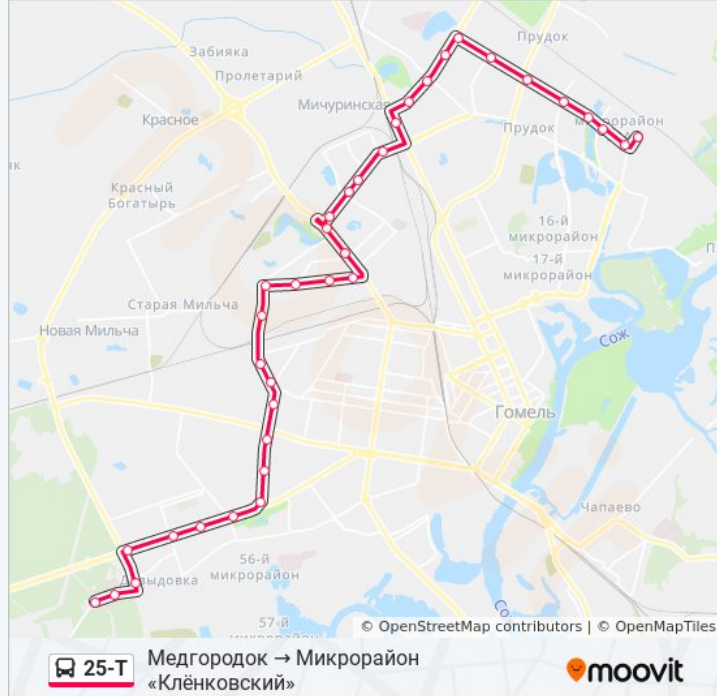 Прудок
Забияка
Пролетарий
Мичуринская
Красное
микрорайон
Прудок
як
Красный
Богатырь
16-й
микрорайон
17-й
микрорайон
Старая Мильча
Новая Мильча
Сож
Гомель
Чапаево
56-й
микрорайон
Давыдовка
57-й
микрорайон
© OpenStreetMap contributors | © OpenMapTiles
25-Т
Медгородок → Микрорайон
«Клёнковский»
moovit